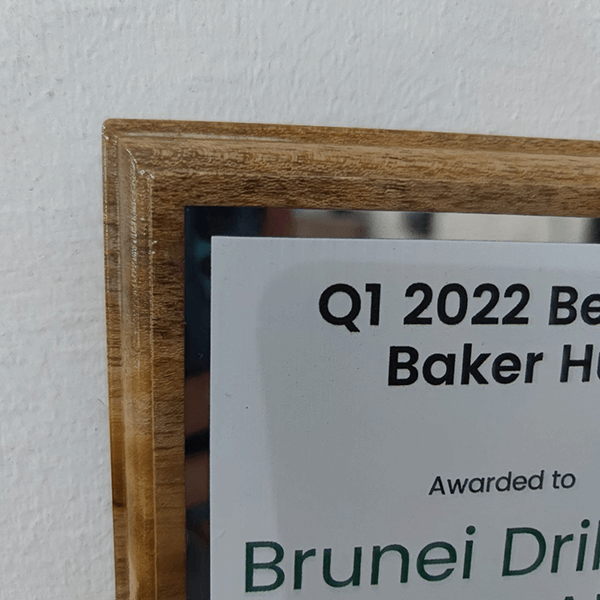 Q1 2022 Be
Baker Hu
Awarded to
Brunei Dril